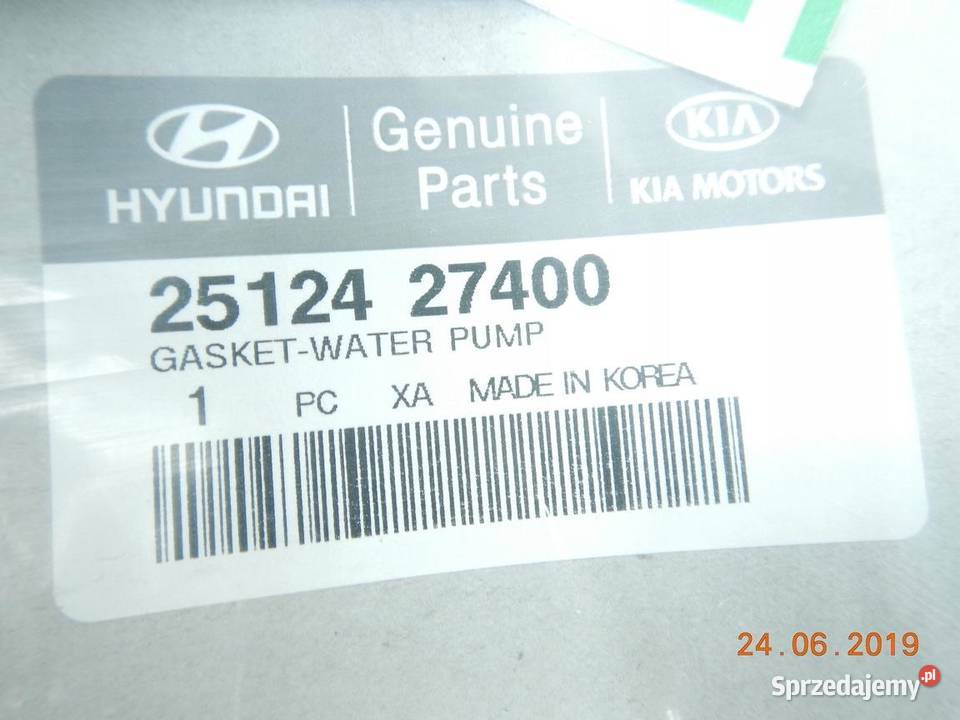 HYUNDAI
Genuine
Parts
KIA
KIA MOTORS
25124 27400
GASKET-WATER PUMP
1 PC XA MADE IN KOREA
24.06.2019
Sprzedajemy.pl